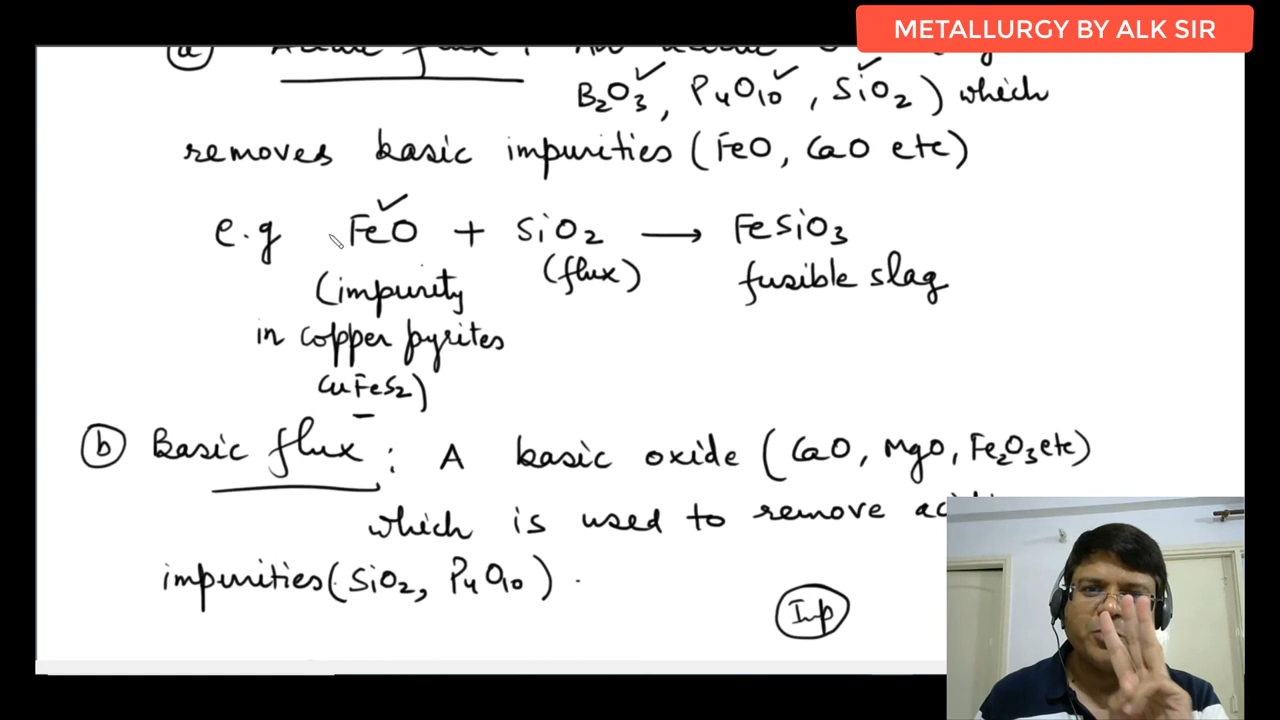 METALLURGY BY ALK SIR
(a)
B2O3, P4O10, SiO2) which
removes basic impurities (FeO, CaO etc)
e.g FeO + SiO2 → FeSiO3
(impurity (flux) fusible slag
in copper pyrites
CuFeS2)
(b) Basic flux : A basic oxide (CaO, MgO, Fe2O3 etc)
which is used to remove
impurities (SiO2, P4O10) .
Imp